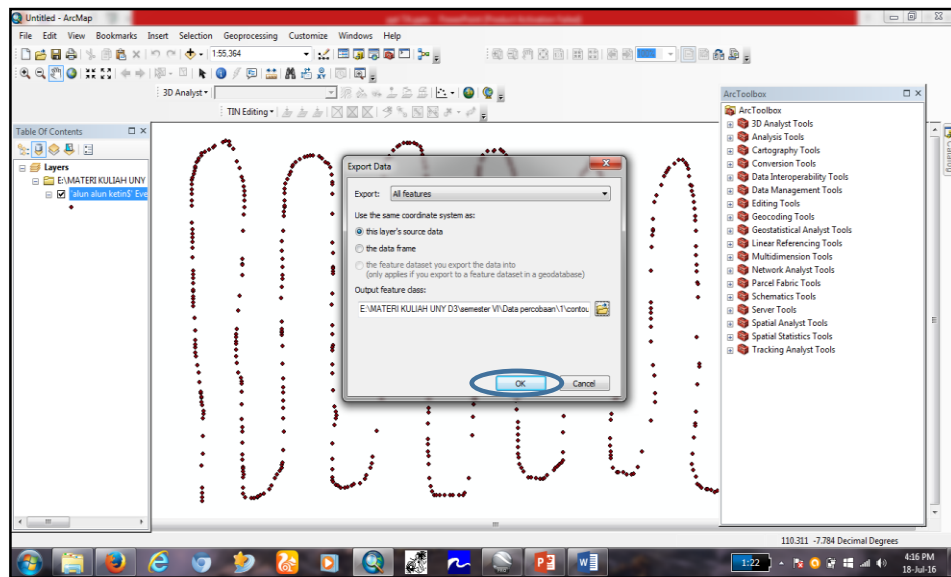 Untitled - ArcMap
File Edit View Bookmarks Insert Selection Geoprocessing Customize Windows Help
1:55.364
3D Analyst
TIN Editing
Table Of Contents
Layers
E:\MATERI KULIAH UNY
'alun alun ketin$' Eve
Export Data
Export: All features
Use the same coordinate system as:
this layer's source data
the data frame
the feature dataset you export the data into
(only applies if you export to a feature dataset in a geodatabase)
Output feature class:
E:\MATERI KULIAH UNY D3\semester VI\Data percobaan\1\contou
OK Cancel
ArcToolbox
ArcToolbox
3D Analyst Tools
Analysis Tools
Cartography Tools
Conversion Tools
Data Interoperability Tools
Data Management Tools
Editing Tools
Geocoding Tools
Geostatistical Analyst Tools
Linear Referencing Tools
Multidimension Tools
Network Analyst Tools
Parcel Fabric Tools
Schematics Tools
Server Tools
Spatial Analyst Tools
Spatial Statistics Tools
Tracking Analyst Tools
110.311 -7.784 Decimal Degrees
1:22
4:16 PM
18-Jul-16